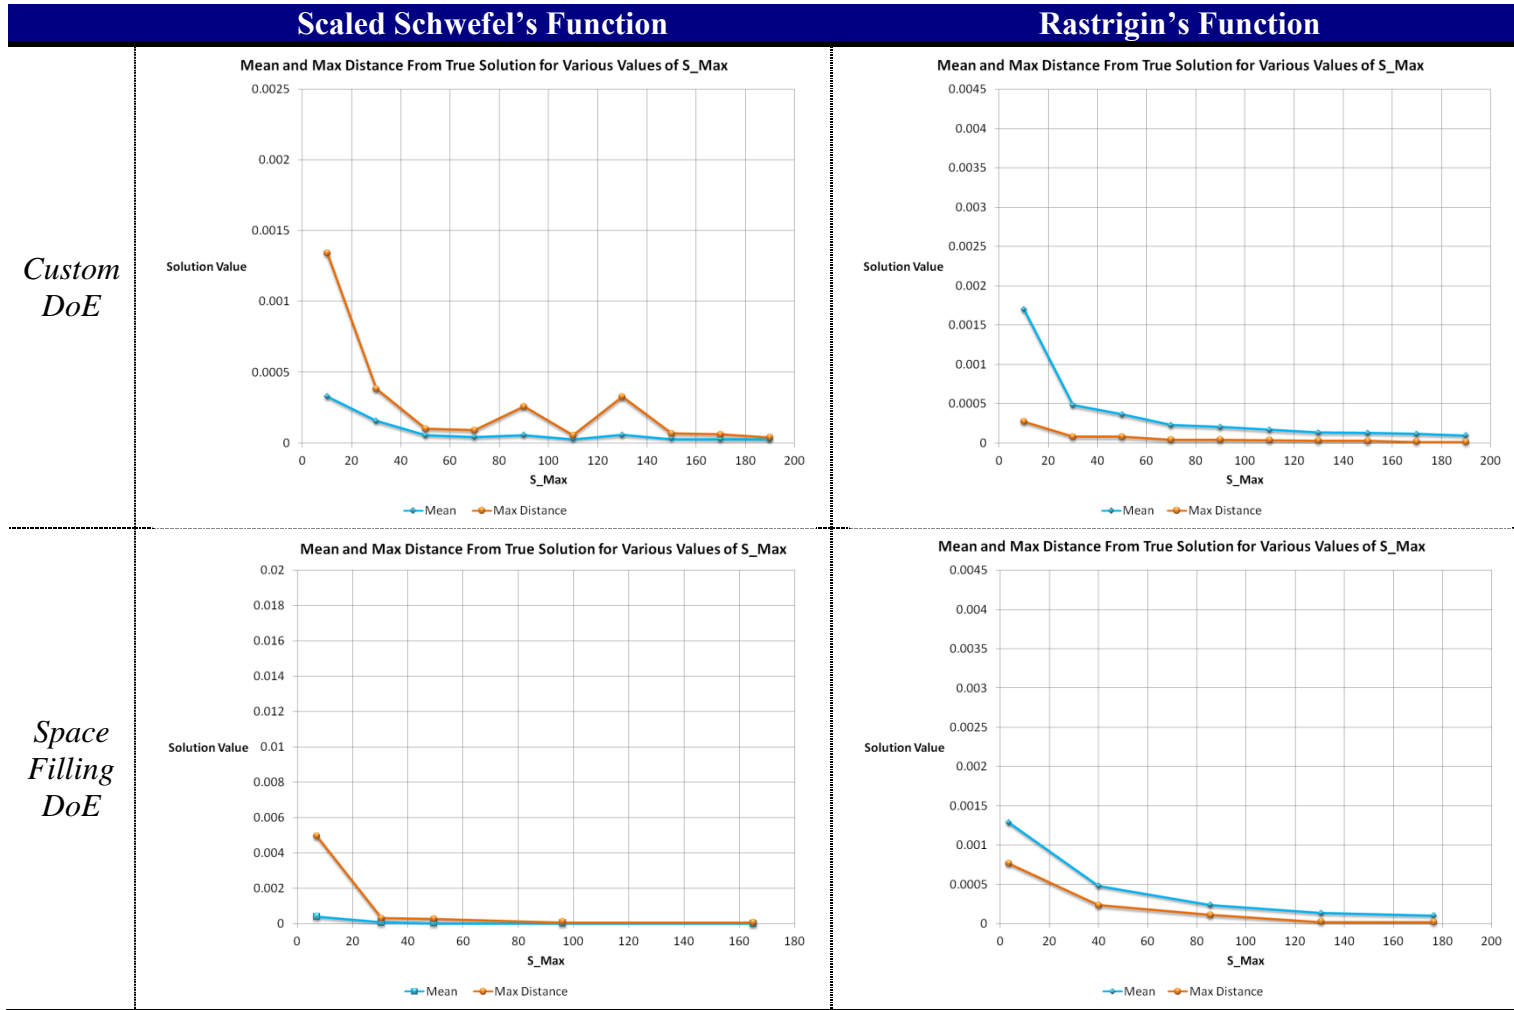 Scaled Schwefel's Function
Rastrigin's Function
Custom
DoE
Mean and Max Distance From True Solution for Various Values of S_Max
0.0025
0.002
0.0015
Solution Value
0.001
0.0005
0
0 20 40 60 80 100 120 140 160 180 200
S_Max
Mean Max Distance
Mean and Max Distance From True Solution for Various Values of S_Max
0.0045
0.004
0.0035
0.003
0.0025
Solution Value
0.002
0.0015
0.001
0.0005
0
0 20 40 60 80 100 120 140 160 180 200
S_Max
Mean Max Distance
Space
Filling
DoE
Mean and Max Distance From True Solution for Various Values of S_Max
0.02
0.018
0.016
0.014
0.012
Solution Value 0.01
0.008
0.006
0.004
0.002
0
0 20 40 60 80 100 120 140 160 180
S_Max
Mean Max Distance
Mean and Max Distance From True Solution for Various Values of S_Max
0.0045
0.004
0.0035
0.003
0.0025
Solution Value
0.002
0.0015
0.001
0.0005
0
0 20 40 60 80 100 120 140 160 180 200
S_Max
Mean Max Distance